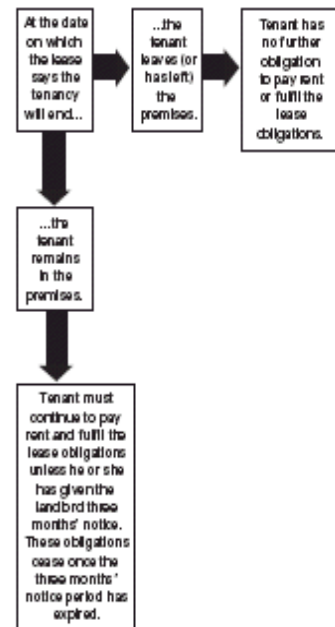 At the date
on which
the lease
says the
tenancy
will end...
...the
tenant
leaves (or
has left)
the
premises.
Tenant has
no further
obligation
to pay rent
or fulfil the
lease
obligations.
...the
tenant
remains
in the
premises.
Tenant must
continue to pay
rent and fulfil the
lease obligations
unless he or she
has given the
landlord three
months' notice.
These obligations
cease once the
three months'
notice period has
expired.